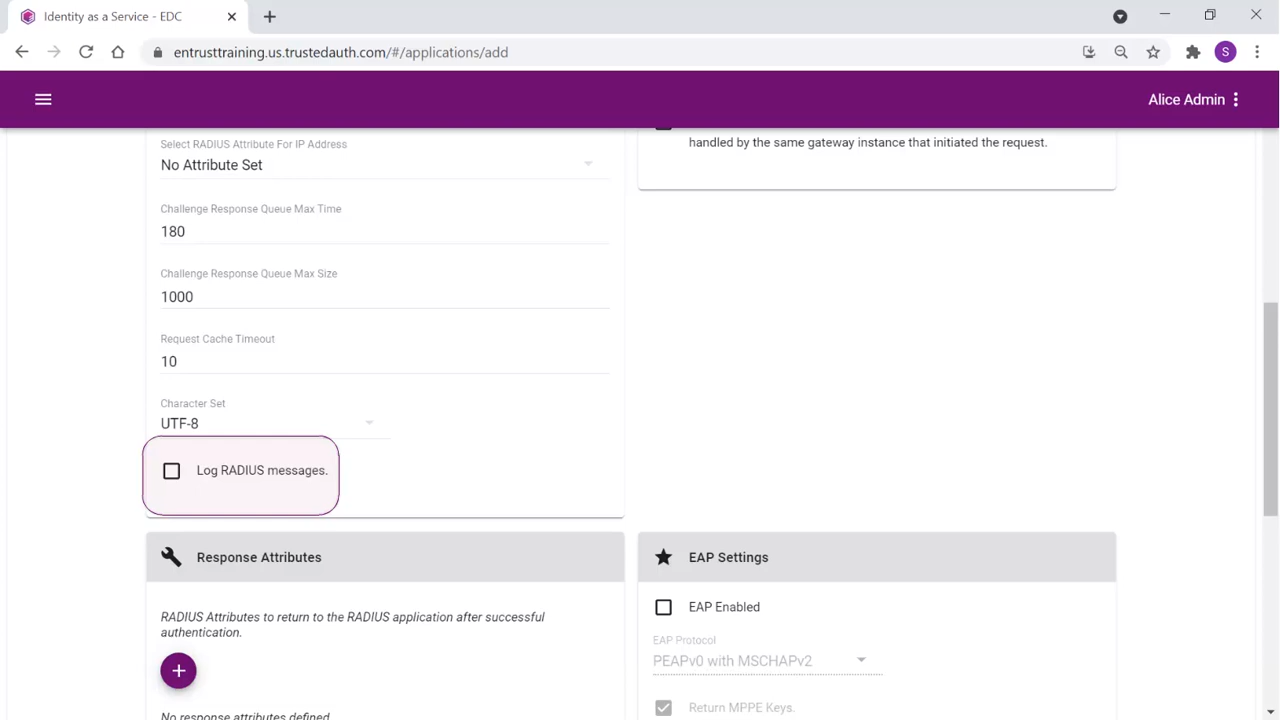 Identity as a Service - EDC
entrusttraining.us.trustedauth.com/#/applications/add
S
Alice Admin
Select RADIUS Attribute For IP Address
No Attribute Set
Challenge Response Queue Max Time
180
Challenge Response Queue Max Size
1000
Request Cache Timeout
10
Character Set
UTF-8
Log RADIUS messages.
handled by the same gateway instance that initiated the request.
Response Attributes
RADIUS Attributes to return to the RADIUS application after successful
authentication.
No response attributes defined
EAP Settings
EAP Enabled
EAP Protocol
PEAPv0 with MSCHAPv2
Return MPPE Keys.